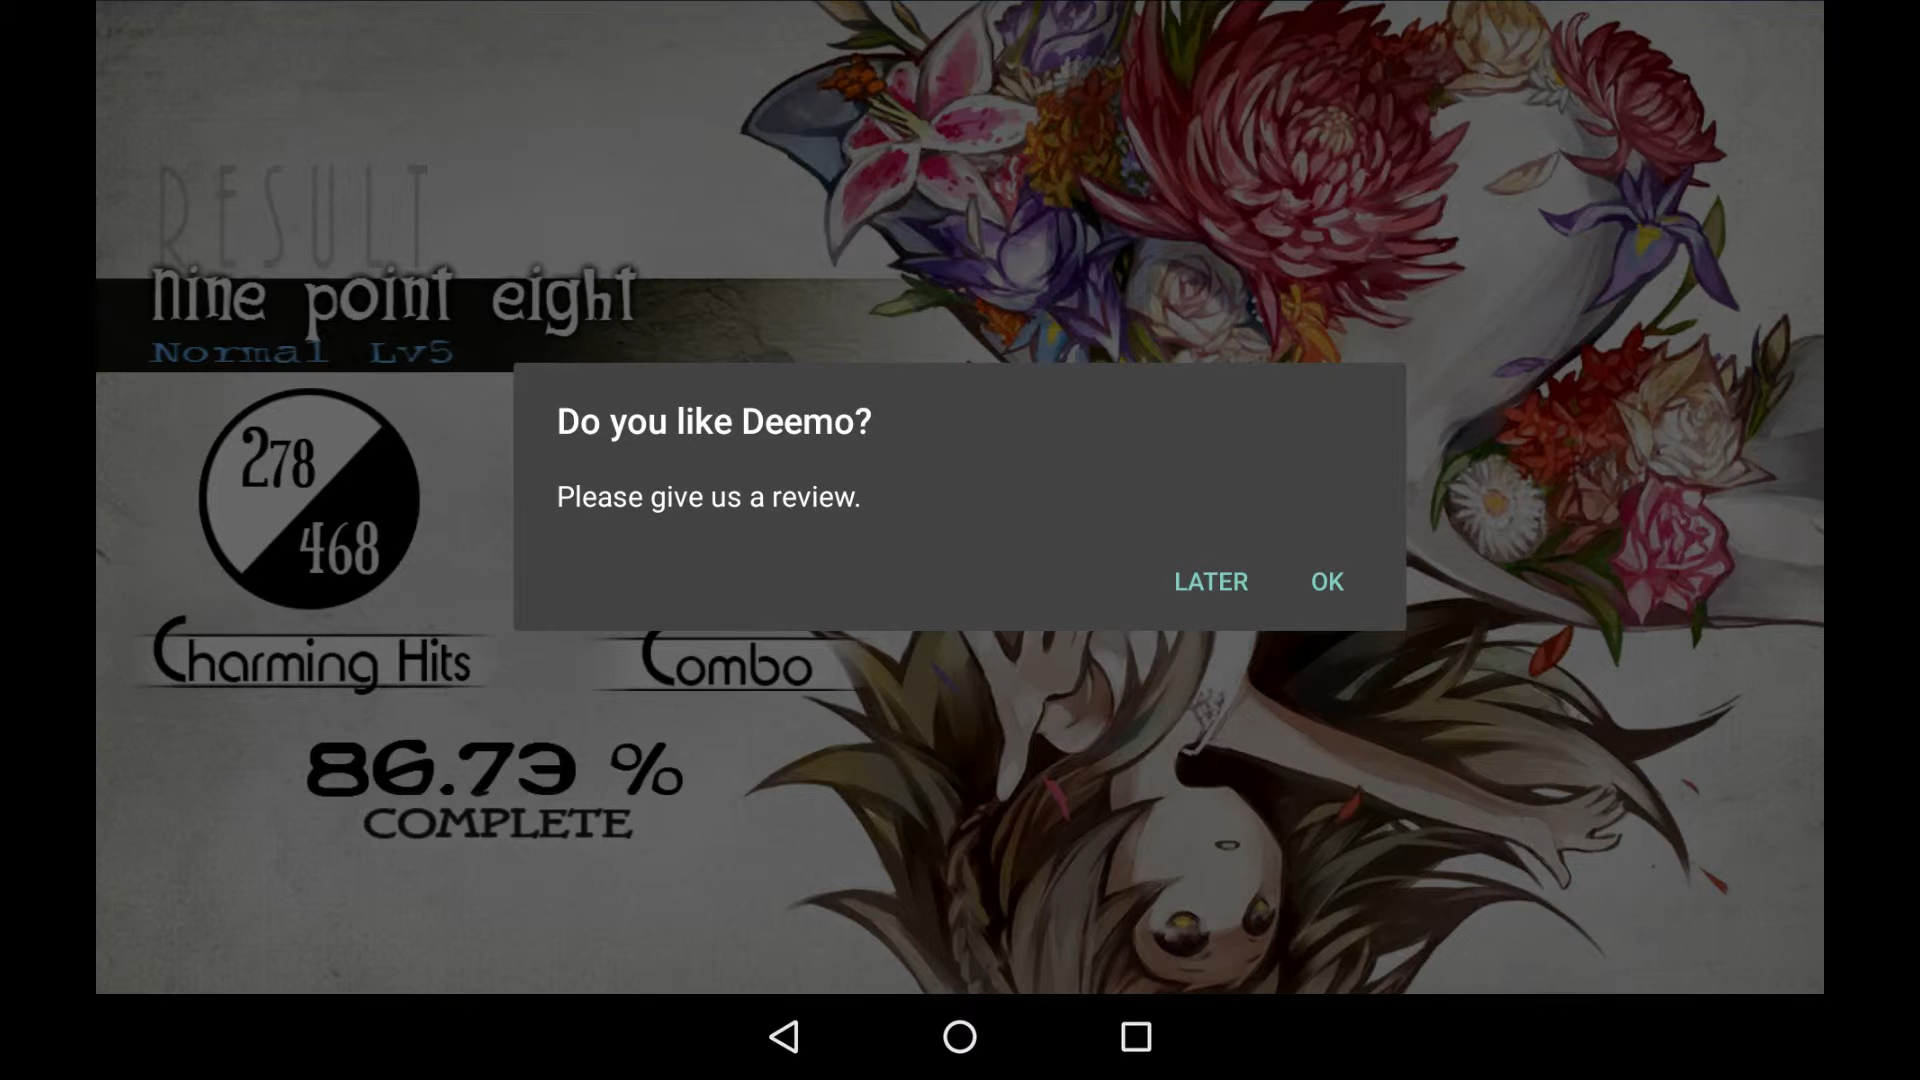 RESULT
Nine point eight
Normal Lv5
278
468
Charming Hits
Combo
86.73 %
COMPLETE
Do you like Deemo?
Please give us a review.
LATER
OK